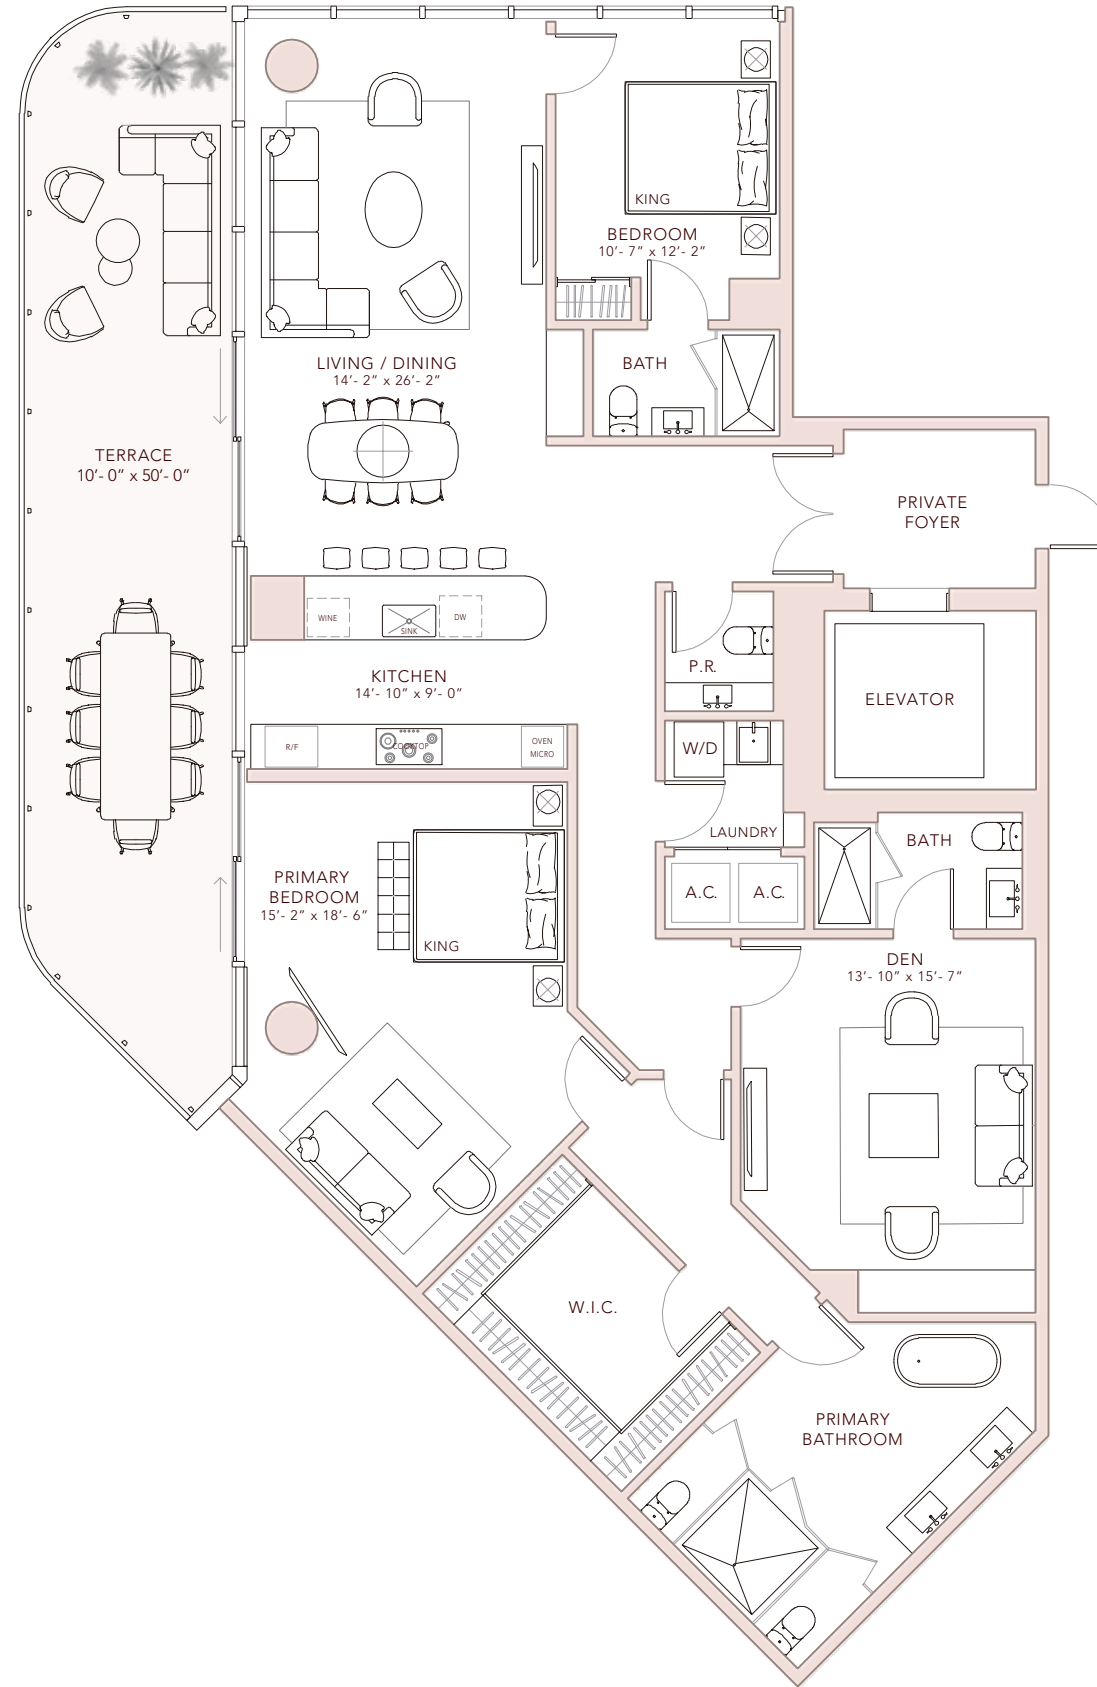 KING
BEDROOM
10'- 7" x 12'- 2"
LIVING / DINING
14'- 2" x 26'- 2"
BATH
TERRACE
10'- 0" x 50'- 0"
PRIVATE
FOYER
WINE
SINK
DW
P.R.
KITCHEN
14'- 10" x 9'- 0"
ELEVATOR
R/F
COOKTOP
OVEN
MICRO
W/D
LAUNDRY
BATH
PRIMARY
BEDROOM
15'- 2" x 18'- 6"
KING
A.C.
A.C.
DEN
13'- 10" x 15'- 7"
W.I.C.
PRIMARY
BATHROOM